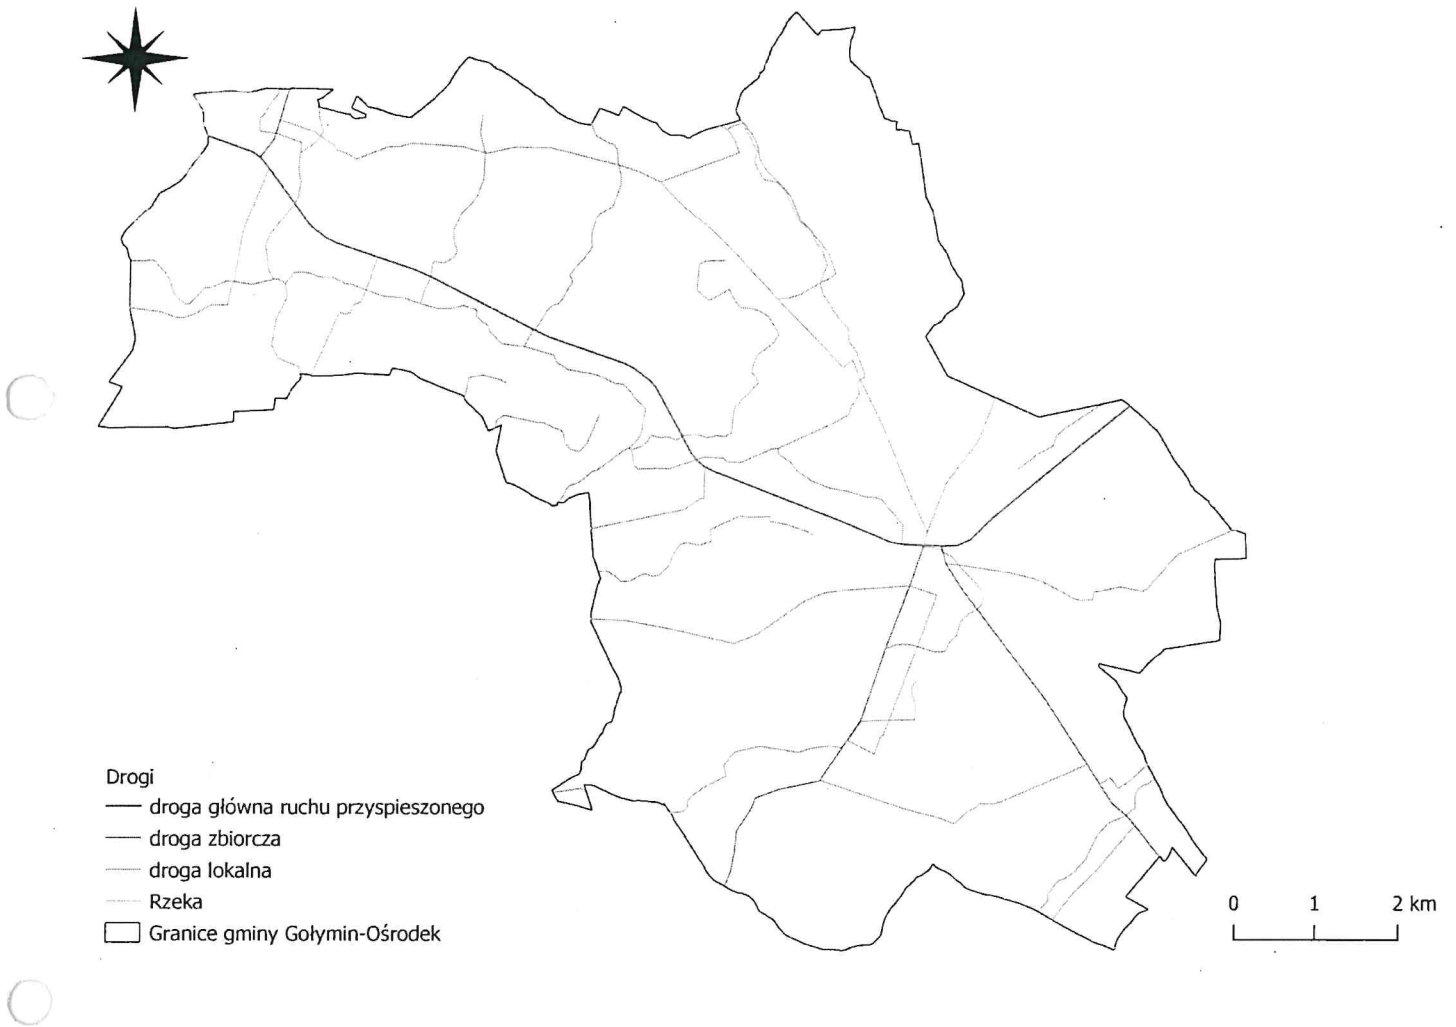 Drogi
droga główna ruchu przyspieszonego
droga zbiorcza
droga lokalna
Rzeka
Granice gminy Gołymin-Ośrodek
0 1 2 km